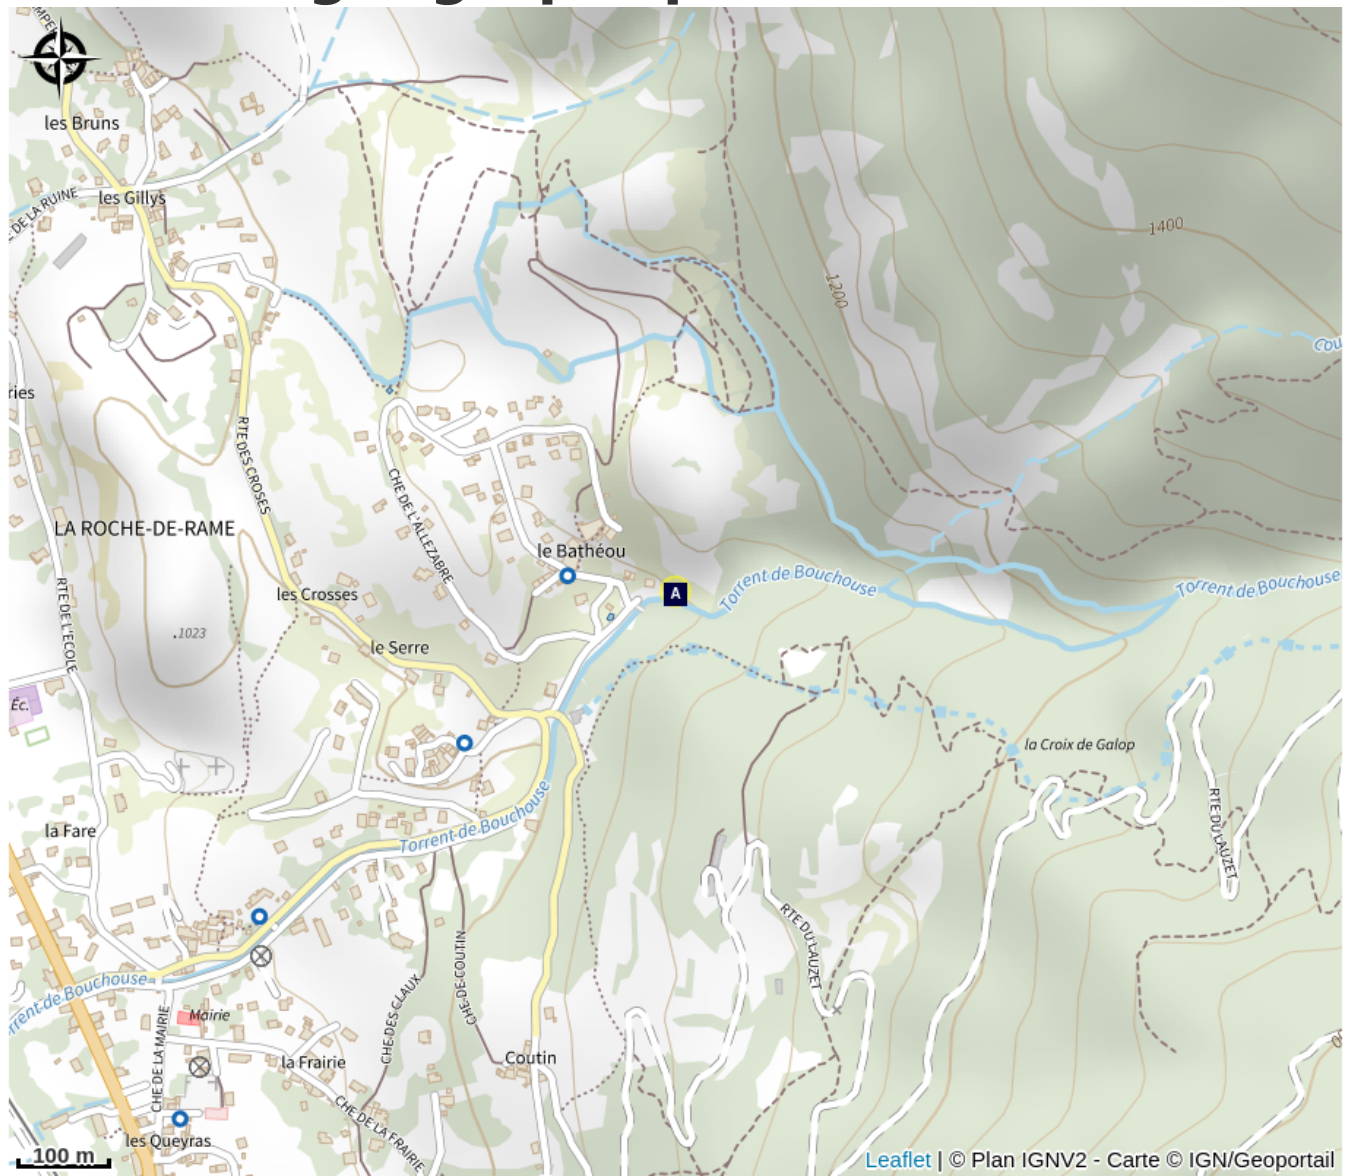 les Bruns
DE LA RUINE
les Gillys
1400
1200
Cou
ries
RTE DES CROSES
CHE DE L'ALLEZABRE
LA ROCHE-DE-RAME
le Bathéou
A
Torrent de Bouchouse
Torrent de Bouchouse
RTE DE L'ECOLE
les Crosses
.1023
le Serre
Éc.
la Croix de Galop
RTE DU LAUZET
la Fare
Torrent de Bouchouse
RTE DU LAUZET
CHE DE COUTIN
CHE DES CLAUX
rrent de Bouchouse
CHE DE LA MAIRIE
Mairie
la Frairie
Coutin
CHE DE LA FRAIRIE
les Queyras
100 m
Leaflet | © Plan IGNV2 - Carte © IGN/Geoportail